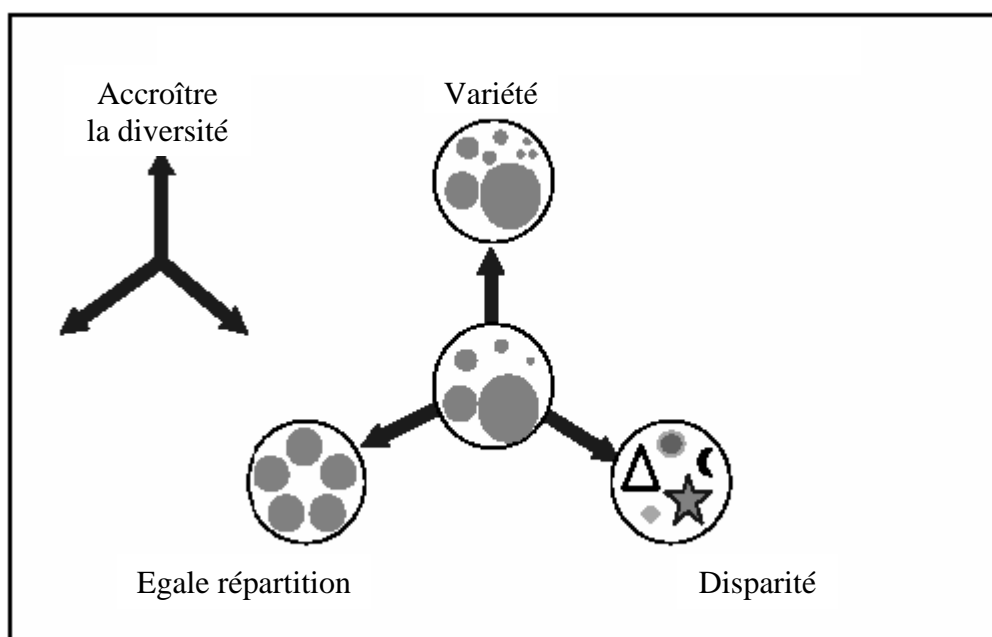 Accroître
la diversité
Variété
Egale répartition
Disparité